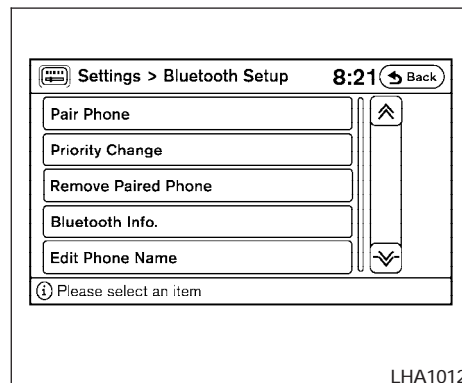 Settings > Bluetooth Setup 8:21 Back
Pair Phone
Priority Change
Remove Paired Phone
Bluetooth Info.
Edit Phone Name
i Please select an item
LHA1012